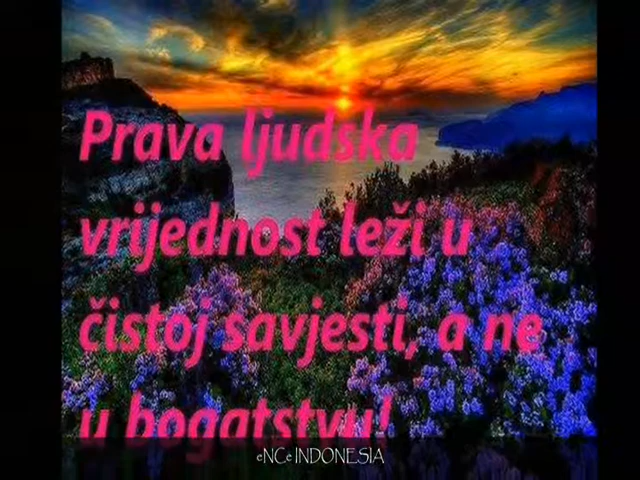 Prava ljudska
vrijednost leži u
čistoj savjesti, a ne
u bogatstvu!
eNCe INDONESIA